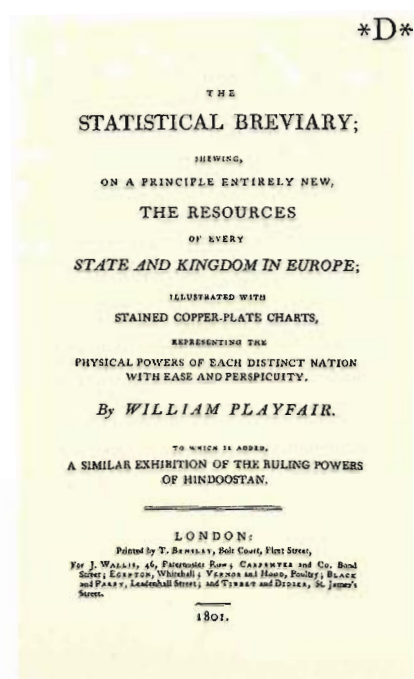 *D*
THE
STATISTICAL BREVIARY;
SHEWING,
ON A PRINCIPLE ENTIRELY NEW,
THE RESOURCES
OF EVERY
STATE AND KINGDOM IN EUROPE;
ILLUSTRATED WITH
STAINED COPPER-PLATE CHARTS,
REPRESENTING THE
PHYSICAL POWERS OF EACH DISTINCT NATION
WITH EASE AND PERSPICUITY.
By WILLIAM PLAYFAIR.
TO WHICH IS ADDED,
A SIMILAR EXHIBITION OF THE RULING POWERS
OF HINDOOSTAN.
LONDON:
Printed by T. BENSLEY, Bolt Court, Fleet Street,
For J. WALLIS, 46, Paternoster Row; CARPENTER and Co. Bond
Street; EGERTON, Whitehall; VERNOR and HOOD, Poultry; BLACK
and PARRY, Leadenhall Street; and TIBBET and DIDIER, St. James's
Street.
1801.